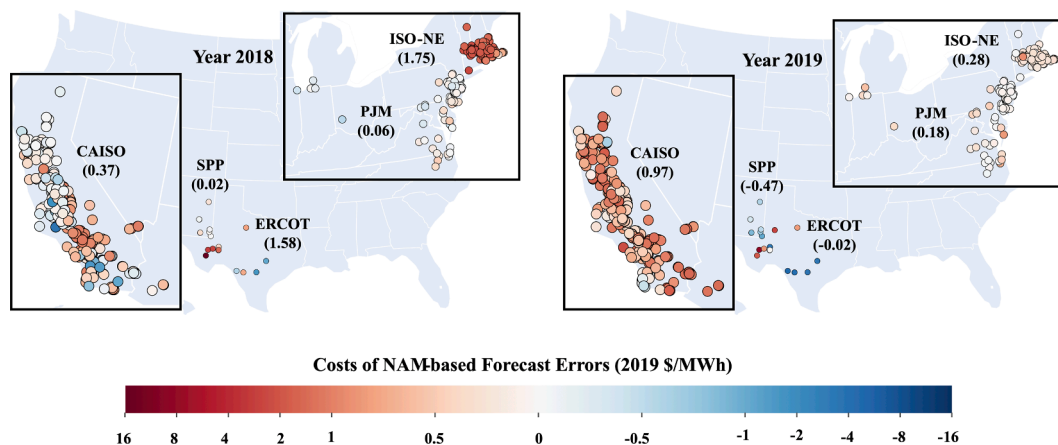 Year 2018
ISO-NE
(1.75)
PJM
(0.06)
CAISO
(0.37)
SPP
(0.02)
ERCOT
(1.58)
Year 2019
ISO-NE
(0.28)
PJM
(0.18)
CAISO
(0.97)
SPP
(-0.47)
ERCOT
(-0.02)
Costs of NAM-based Forecast Errors (2019 $/MWh)
16 8 4 2 1 0.5 0 -0.5 -1 -2 -4 -8 -16